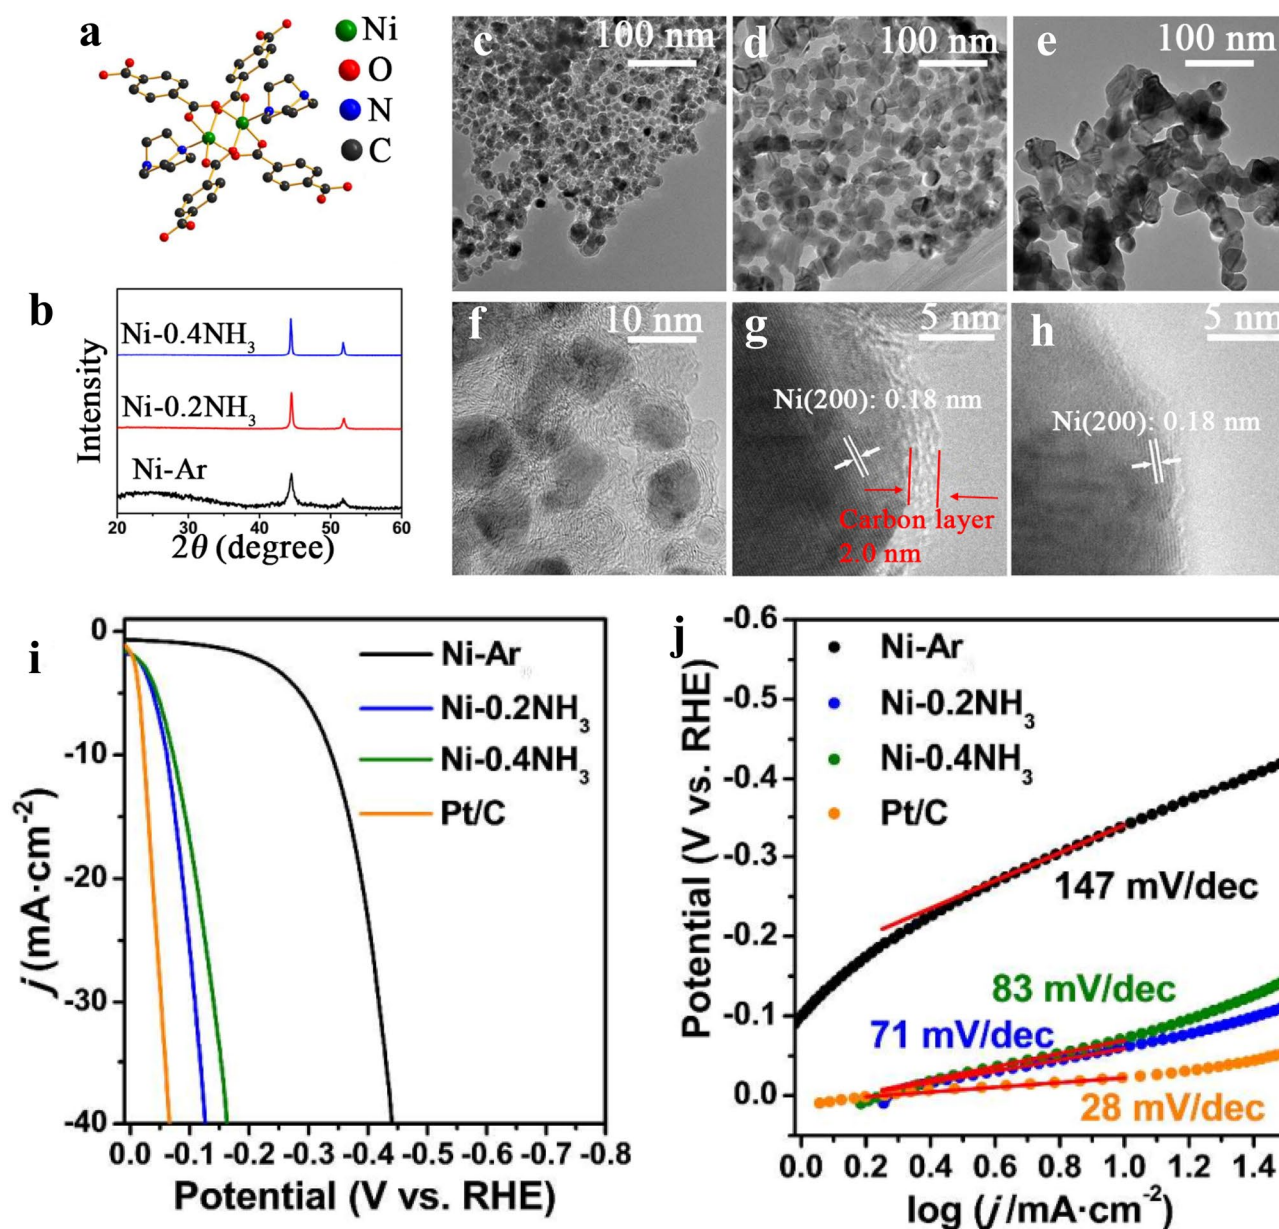 a
Ni
O
N
C
b
Ni-0.4NH₃
Ni-0.2NH₃
Ni-Ar
Intensity
20 30 40 50 60
2θ (degree)
c
100 nm
d
100 nm
e
100 nm
f
10 nm
g
5 nm
Ni(200): 0.18 nm
Carbon layer
2.0 nm
h
5 nm
Ni(200): 0.18 nm
i
0
-10
-20
-30
-40
j (mA·cm⁻²)
Ni-Ar
Ni-0.2NH₃
Ni-0.4NH₃
Pt/C
0.0 -0.1 -0.2 -0.3 -0.4 -0.5 -0.6 -0.7 -0.8
Potential (V vs. RHE)
j
-0.6
-0.5
-0.4
-0.3
-0.2
-0.1
0.0
Potential (V vs. RHE)
Ni-Ar
Ni-0.2NH₃
Ni-0.4NH₃
Pt/C
147 mV/dec
83 mV/dec
71 mV/dec
28 mV/dec
0.0 0.2 0.4 0.6 0.8 1.0 1.2 1.4
log (j/mA·cm⁻²)